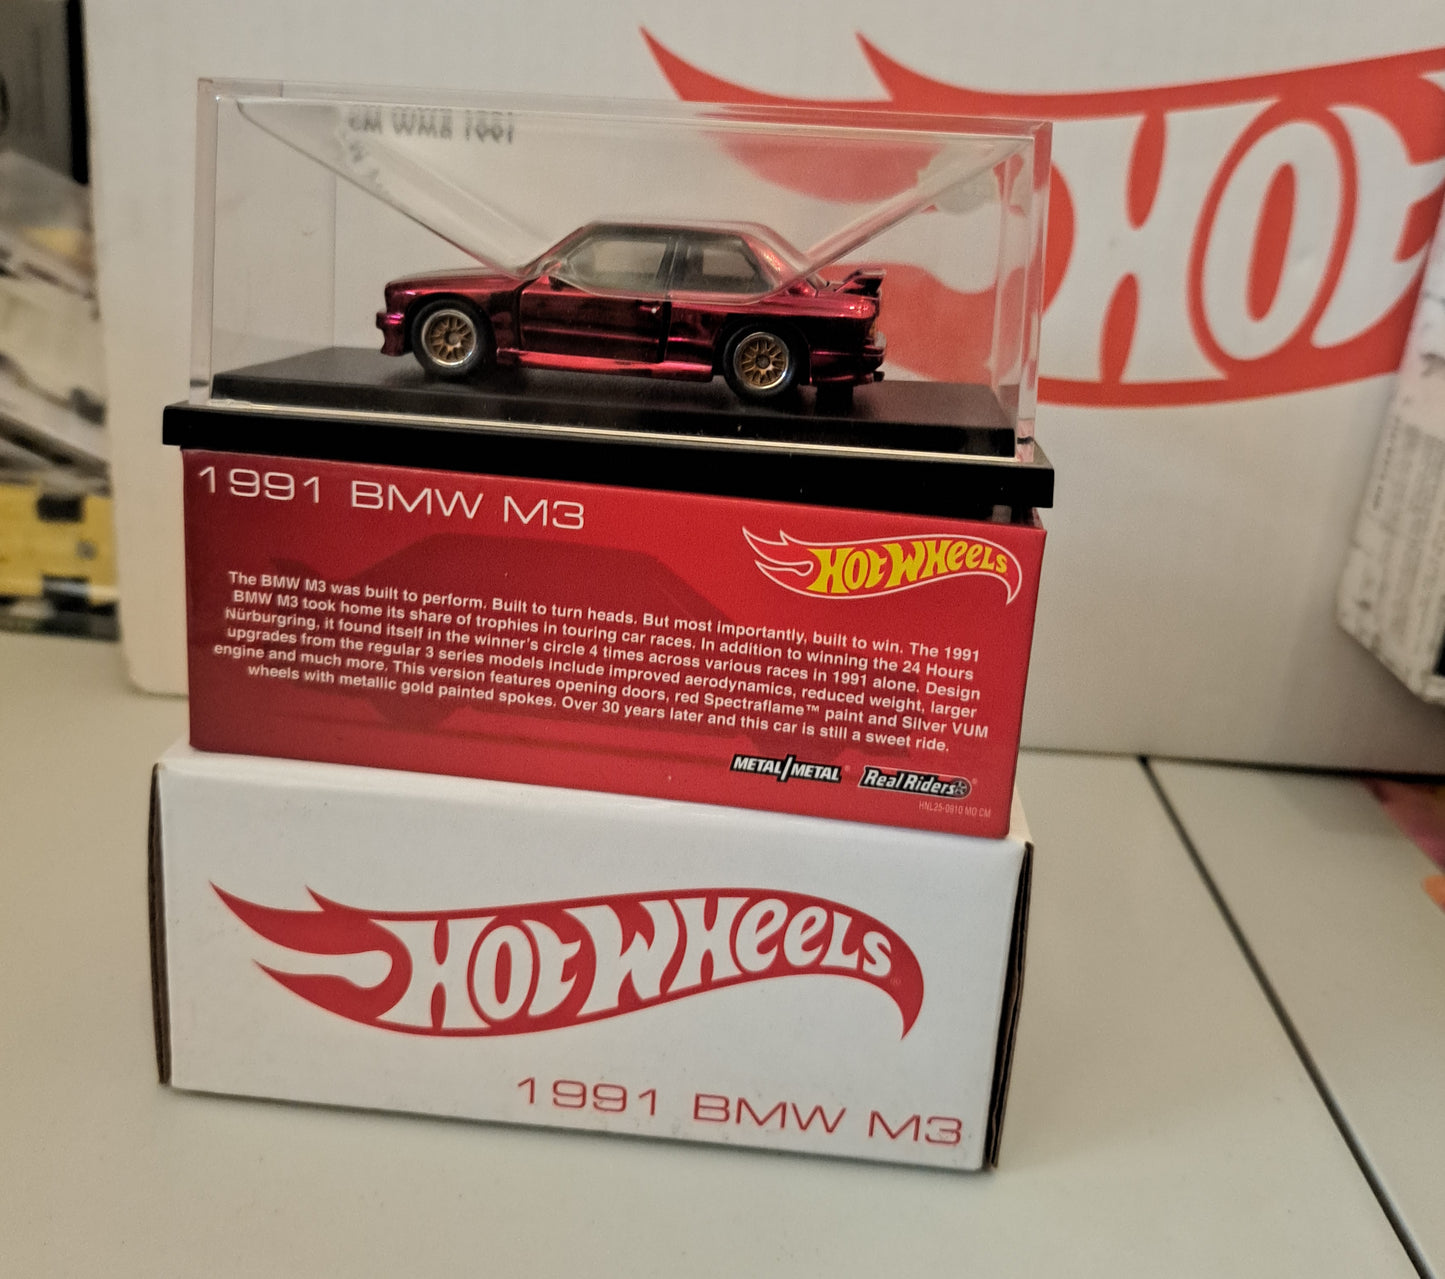 HOT
1991 BMW M3
HOT WHEELS
The BMW M3 was built to perform. Built to turn heads. But most importantly, built to win. The 1991
BMW M3 took home its share of trophies in touring car races. In addition to winning the 24 Hours
Nürburgring, it found itself in the winner's circle 4 times across various races in 1991 alone. Design
upgrades from the regular 3 series models include improved aerodynamics, reduced weight, larger
engine and much more. This version features opening doors, red Spectraflame™ paint and Silver VUM
wheels with metallic gold painted spokes. Over 30 years later and this car is still a sweet ride.
METAL/METAL®
Real Riders®
HNL25-0910 MO CM
HOT WHEELS®
1991 BMW M3